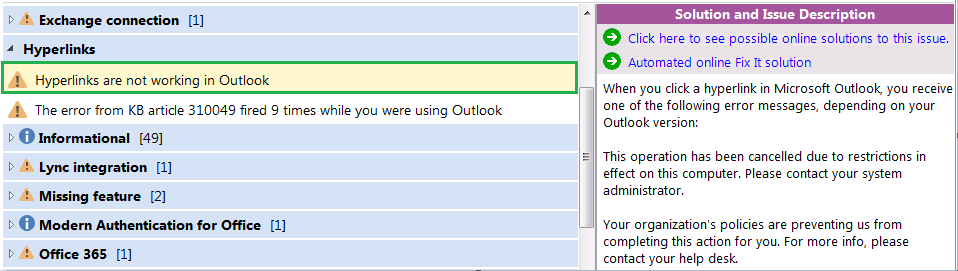 Exchange connection [1]
Hyperlinks
Hyperlinks are not working in Outlook
The error from KB article 310049 fired 9 times while you were using Outlook
Informational [49]
Lync integration [1]
Missing feature [2]
Modern Authentication for Office [1]
Office 365 [1]
Solution and Issue Description
Click here to see possible online solutions to this issue.
Automated online Fix It solution
When you click a hyperlink in Microsoft Outlook, you receive
one of the following error messages, depending on your
Outlook version:
This operation has been cancelled due to restrictions in
effect on this computer. Please contact your system
administrator.
Your organization's policies are preventing us from
completing this action for you. For more info, please
contact your help desk.